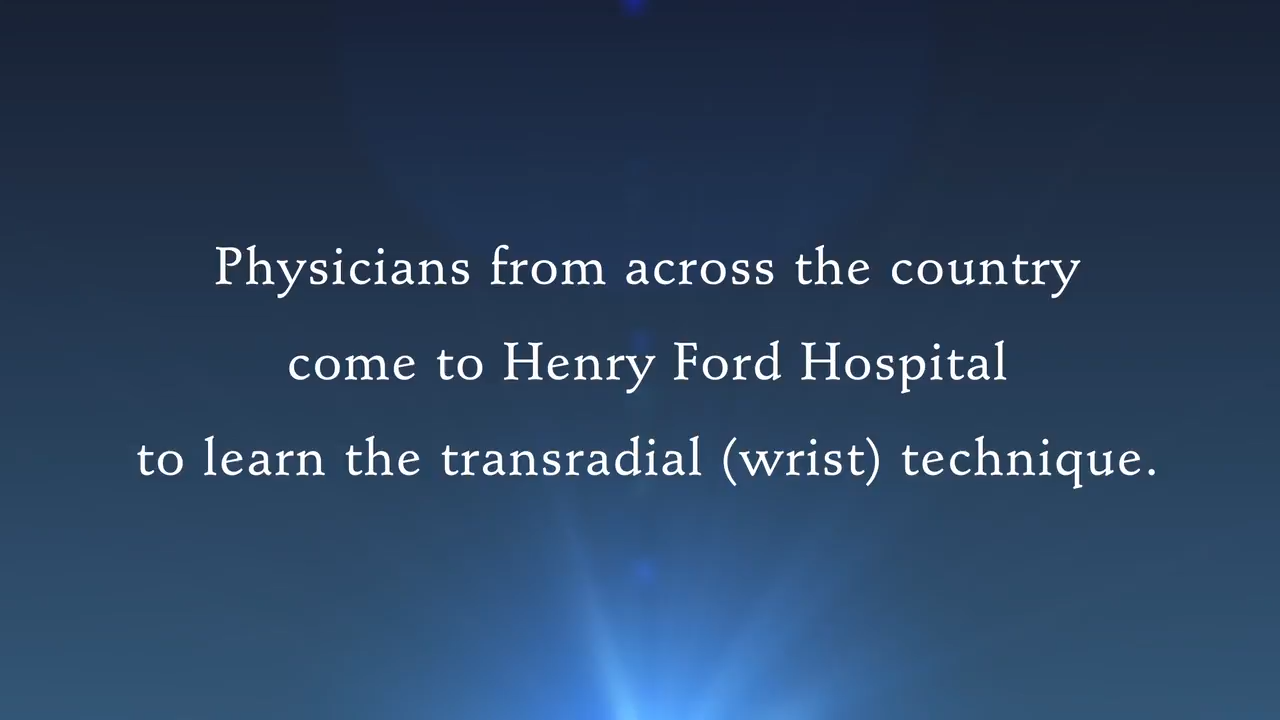 Physicians from across the country
come to Henry Ford Hospital
to learn the transradial (wrist) technique.